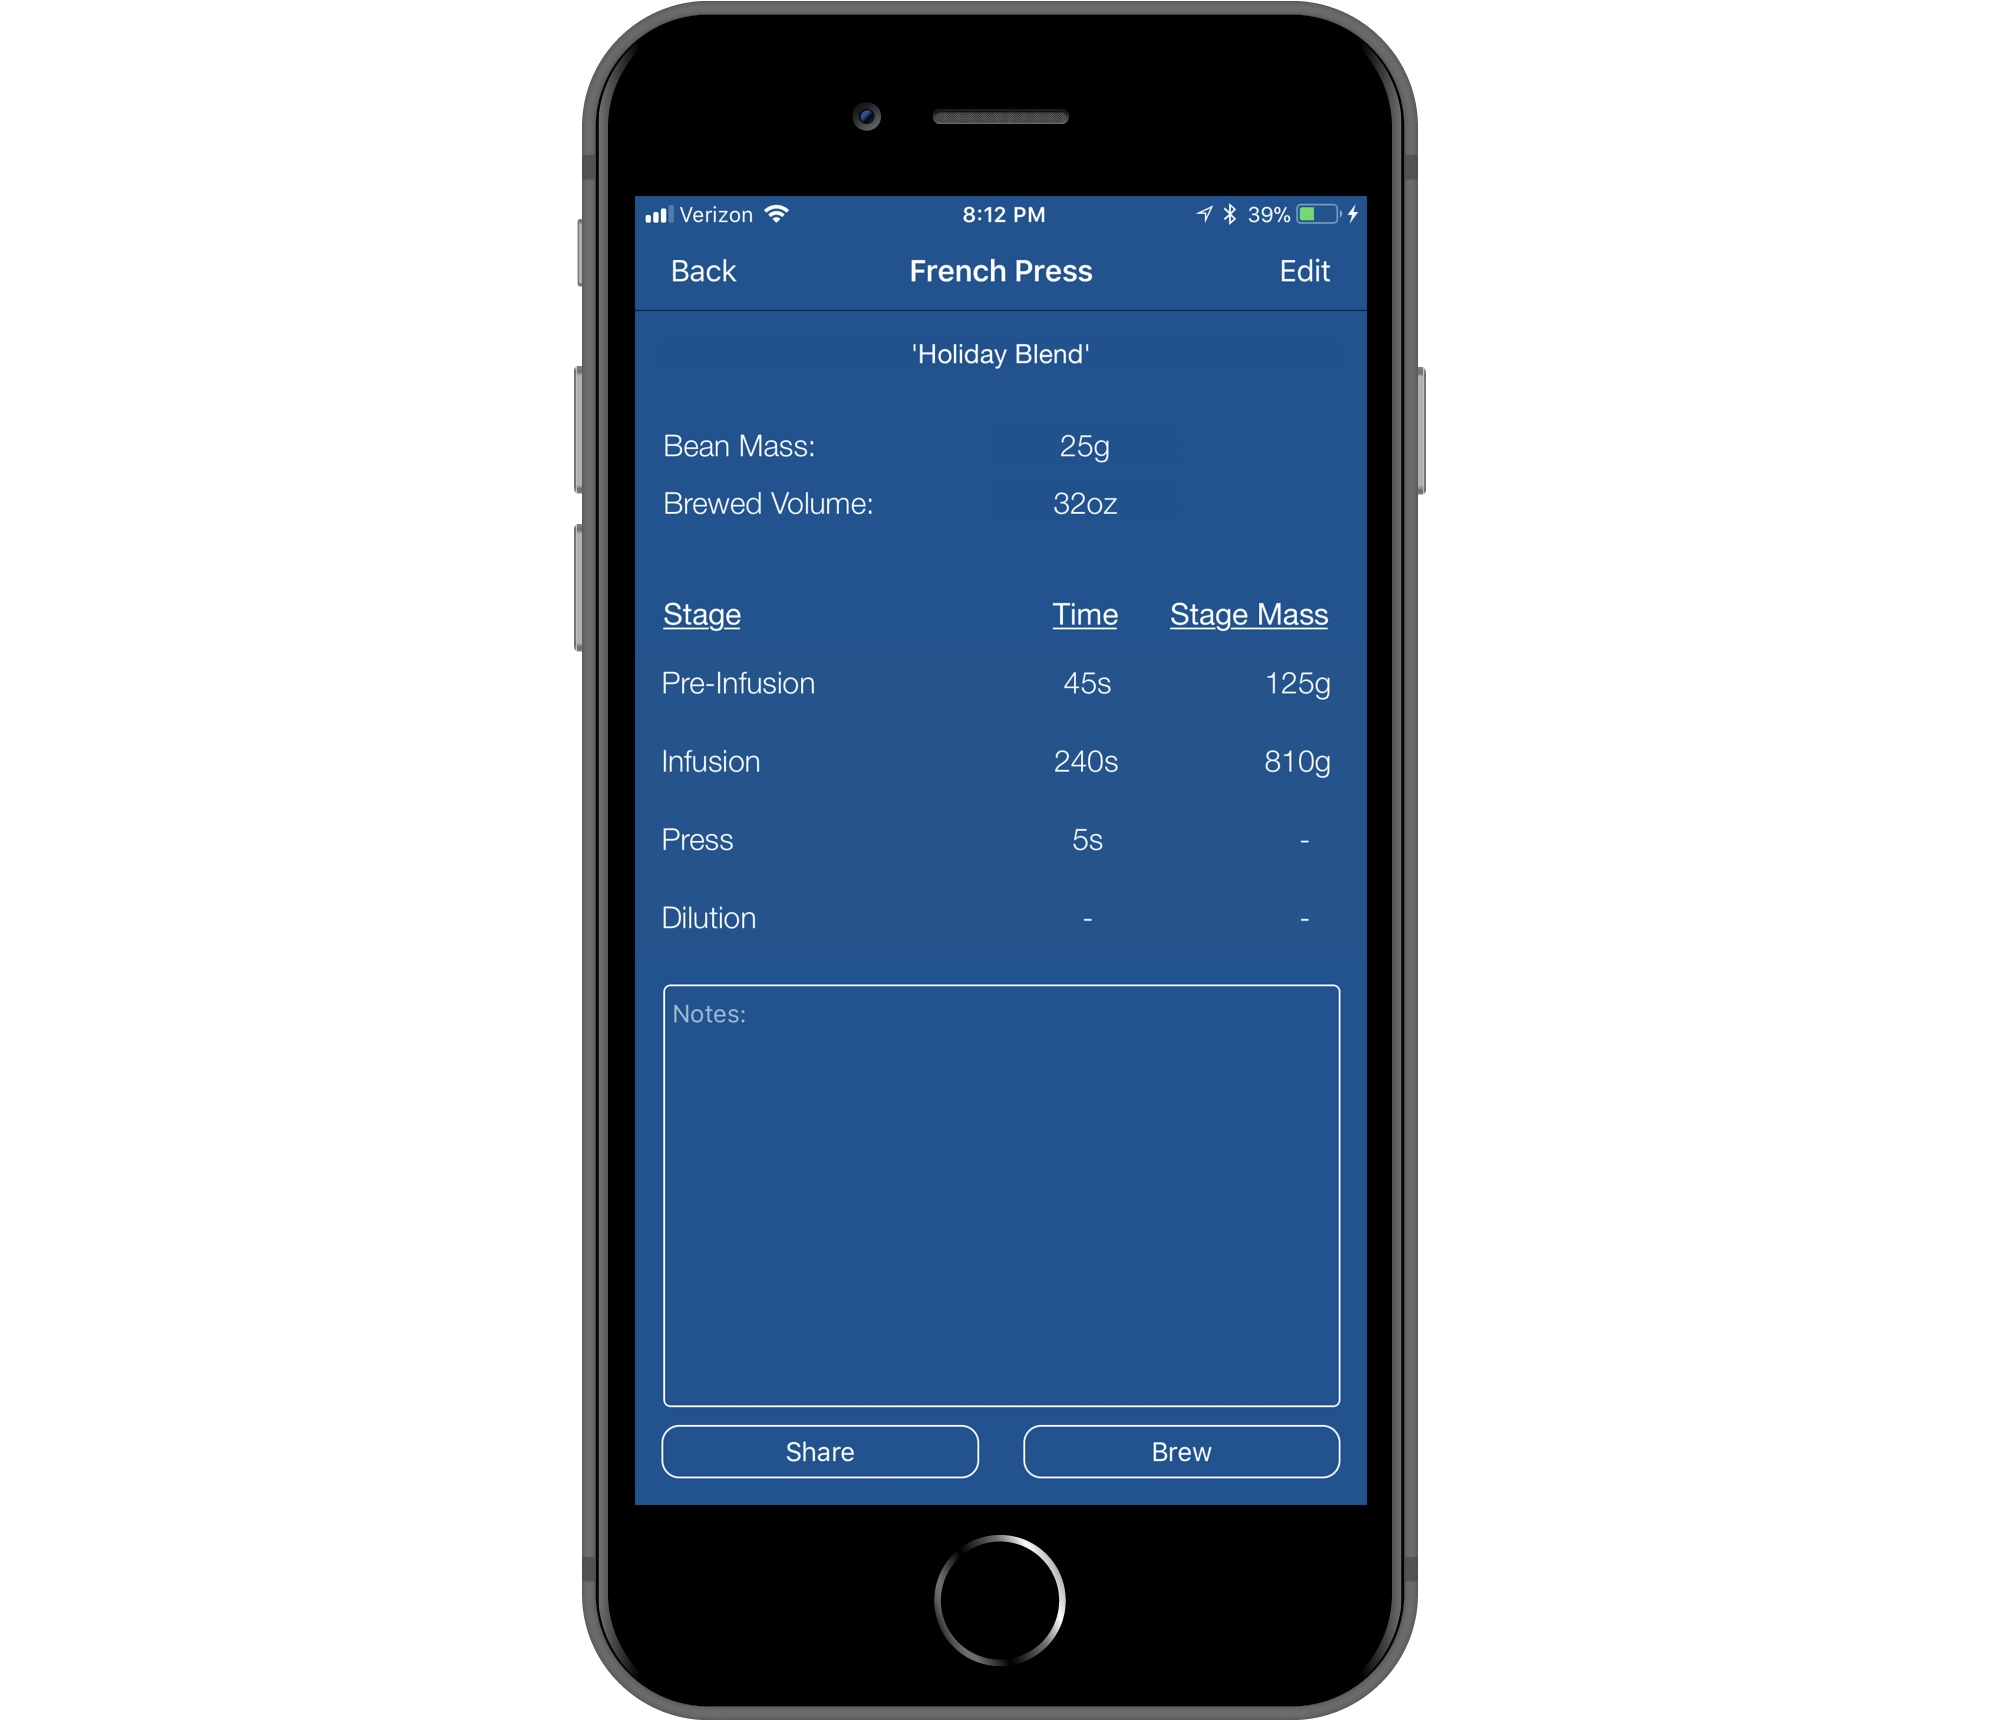 Verizon 8:12 PM 39%
Back French Press Edit
'Holiday Blend'
Bean Mass: 25g
Brewed Volume: 32oz
Stage Time Stage Mass
Pre-Infusion 45s 125g
Infusion 240s 810g
Press 5s -
Dilution - -
Notes:
Share Brew